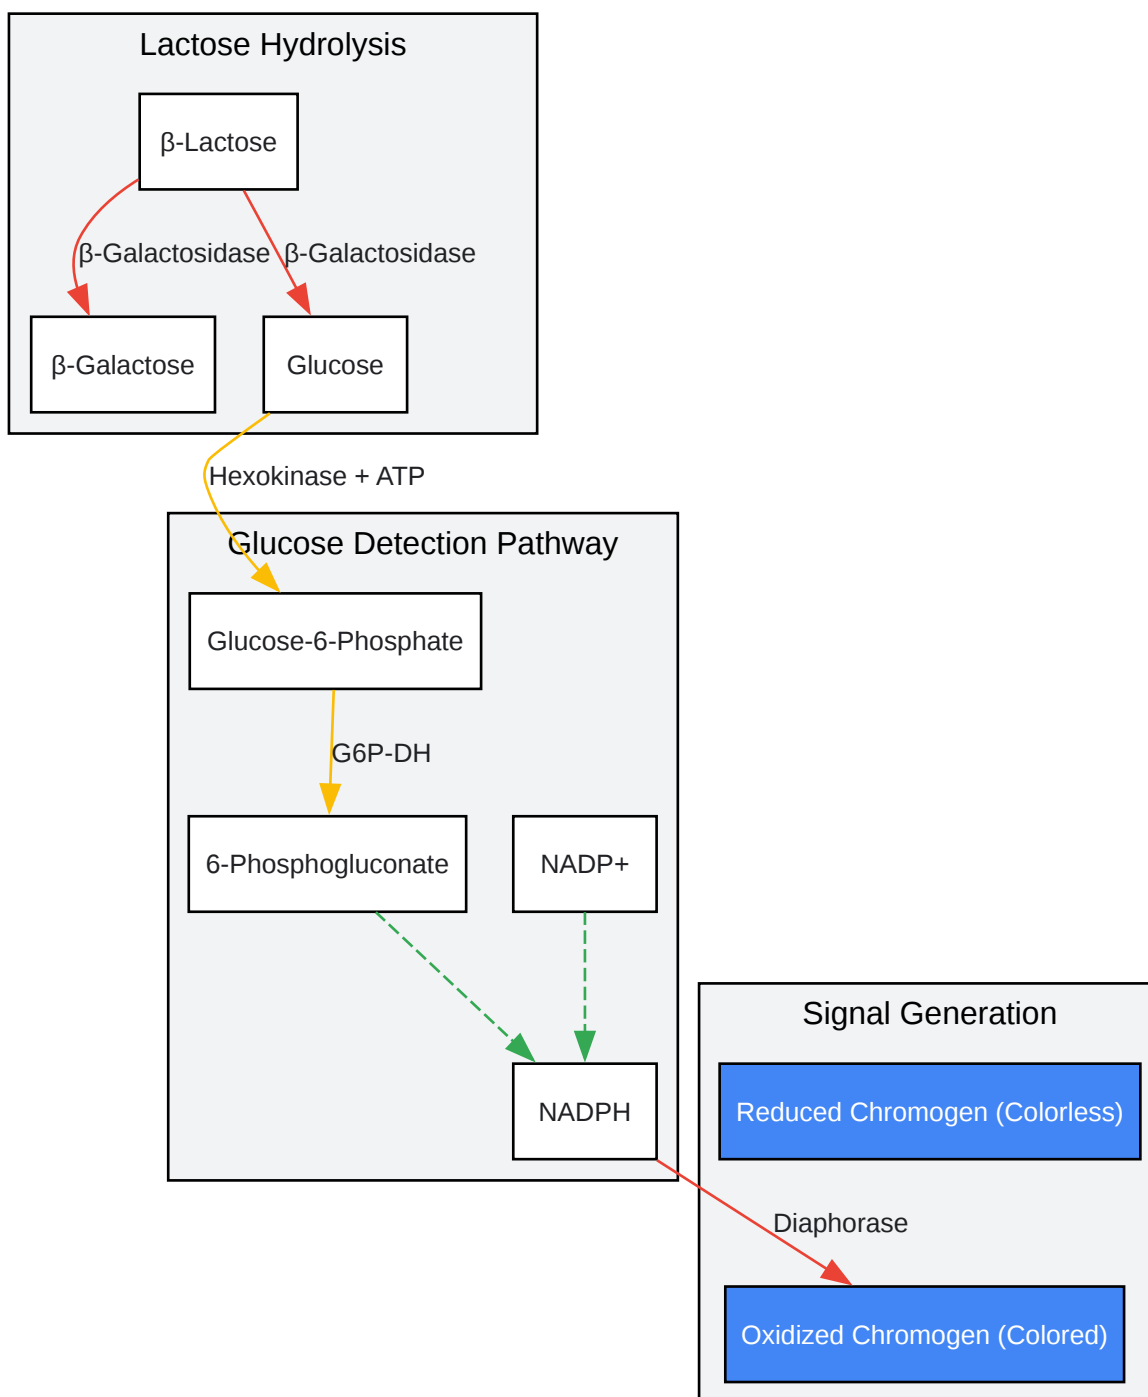 Lactose Hydrolysis
β-Lactose
β-Galactosidase
β-Galactosidase
β-Galactose
Glucose
Hexokinase + ATP
Glucose Detection Pathway
Glucose-6-Phosphate
G6P-DH
6-Phosphogluconate
NADP+
NADPH
Signal Generation
Reduced Chromogen (Colorless)
Diaphorase
Oxidized Chromogen (Colored)